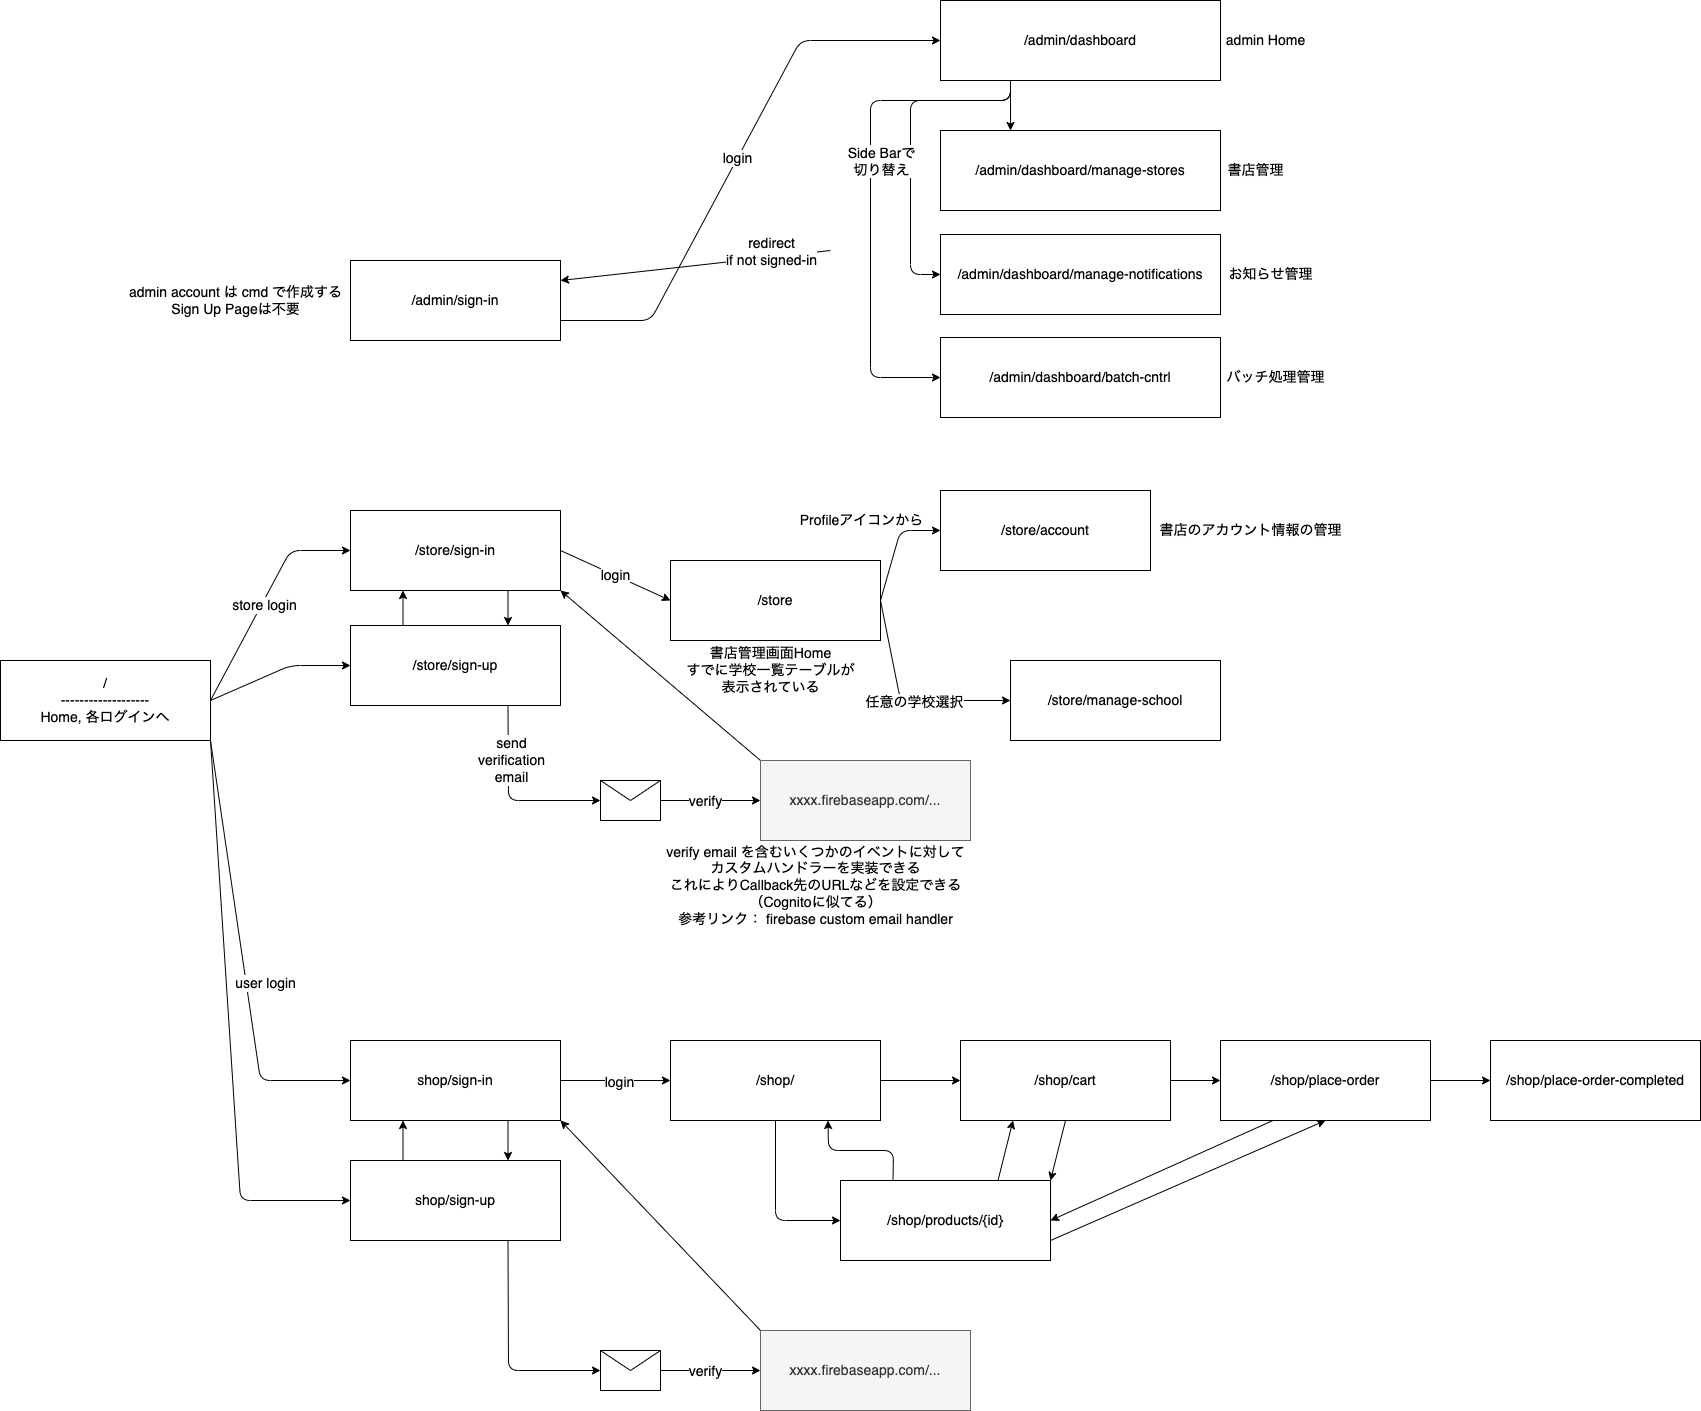 /admin/dashboard
admin Home
login
Side Barで
切り替え
/admin/dashboard/manage-stores
書店管理
redirect
if not signed-in
/admin/dashboard/manage-notifications
お知らせ管理
admin account は cmd で作成する
Sign Up Pageは不要
/admin/sign-in
/admin/dashboard/batch-cntrl
バッチ処理管理
/store/sign-in
Profileアイコンから
/store/account
書店のアカウント情報の管理
login
/store
store login
書店管理画面Home
すでに学校一覧テーブルが
表示されている
/store/sign-up
/
-------------------
Home, 各ログインへ
任意の学校選択
/store/manage-school
send
verification
email
verify
xxxx.firebaseapp.com/...
verify email を含むいくつかのイベントに対して
カスタムハンドラーを実装できる
これによりCallback先のURLなどを設定できる
（Cognitoに似てる）
参考リンク： firebase custom email handler
user login
shop/sign-in
login
/shop/
/shop/cart
/shop/place-order
/shop/place-order-completed
shop/sign-up
/shop/products/{id}
verify
xxxx.firebaseapp.com/...